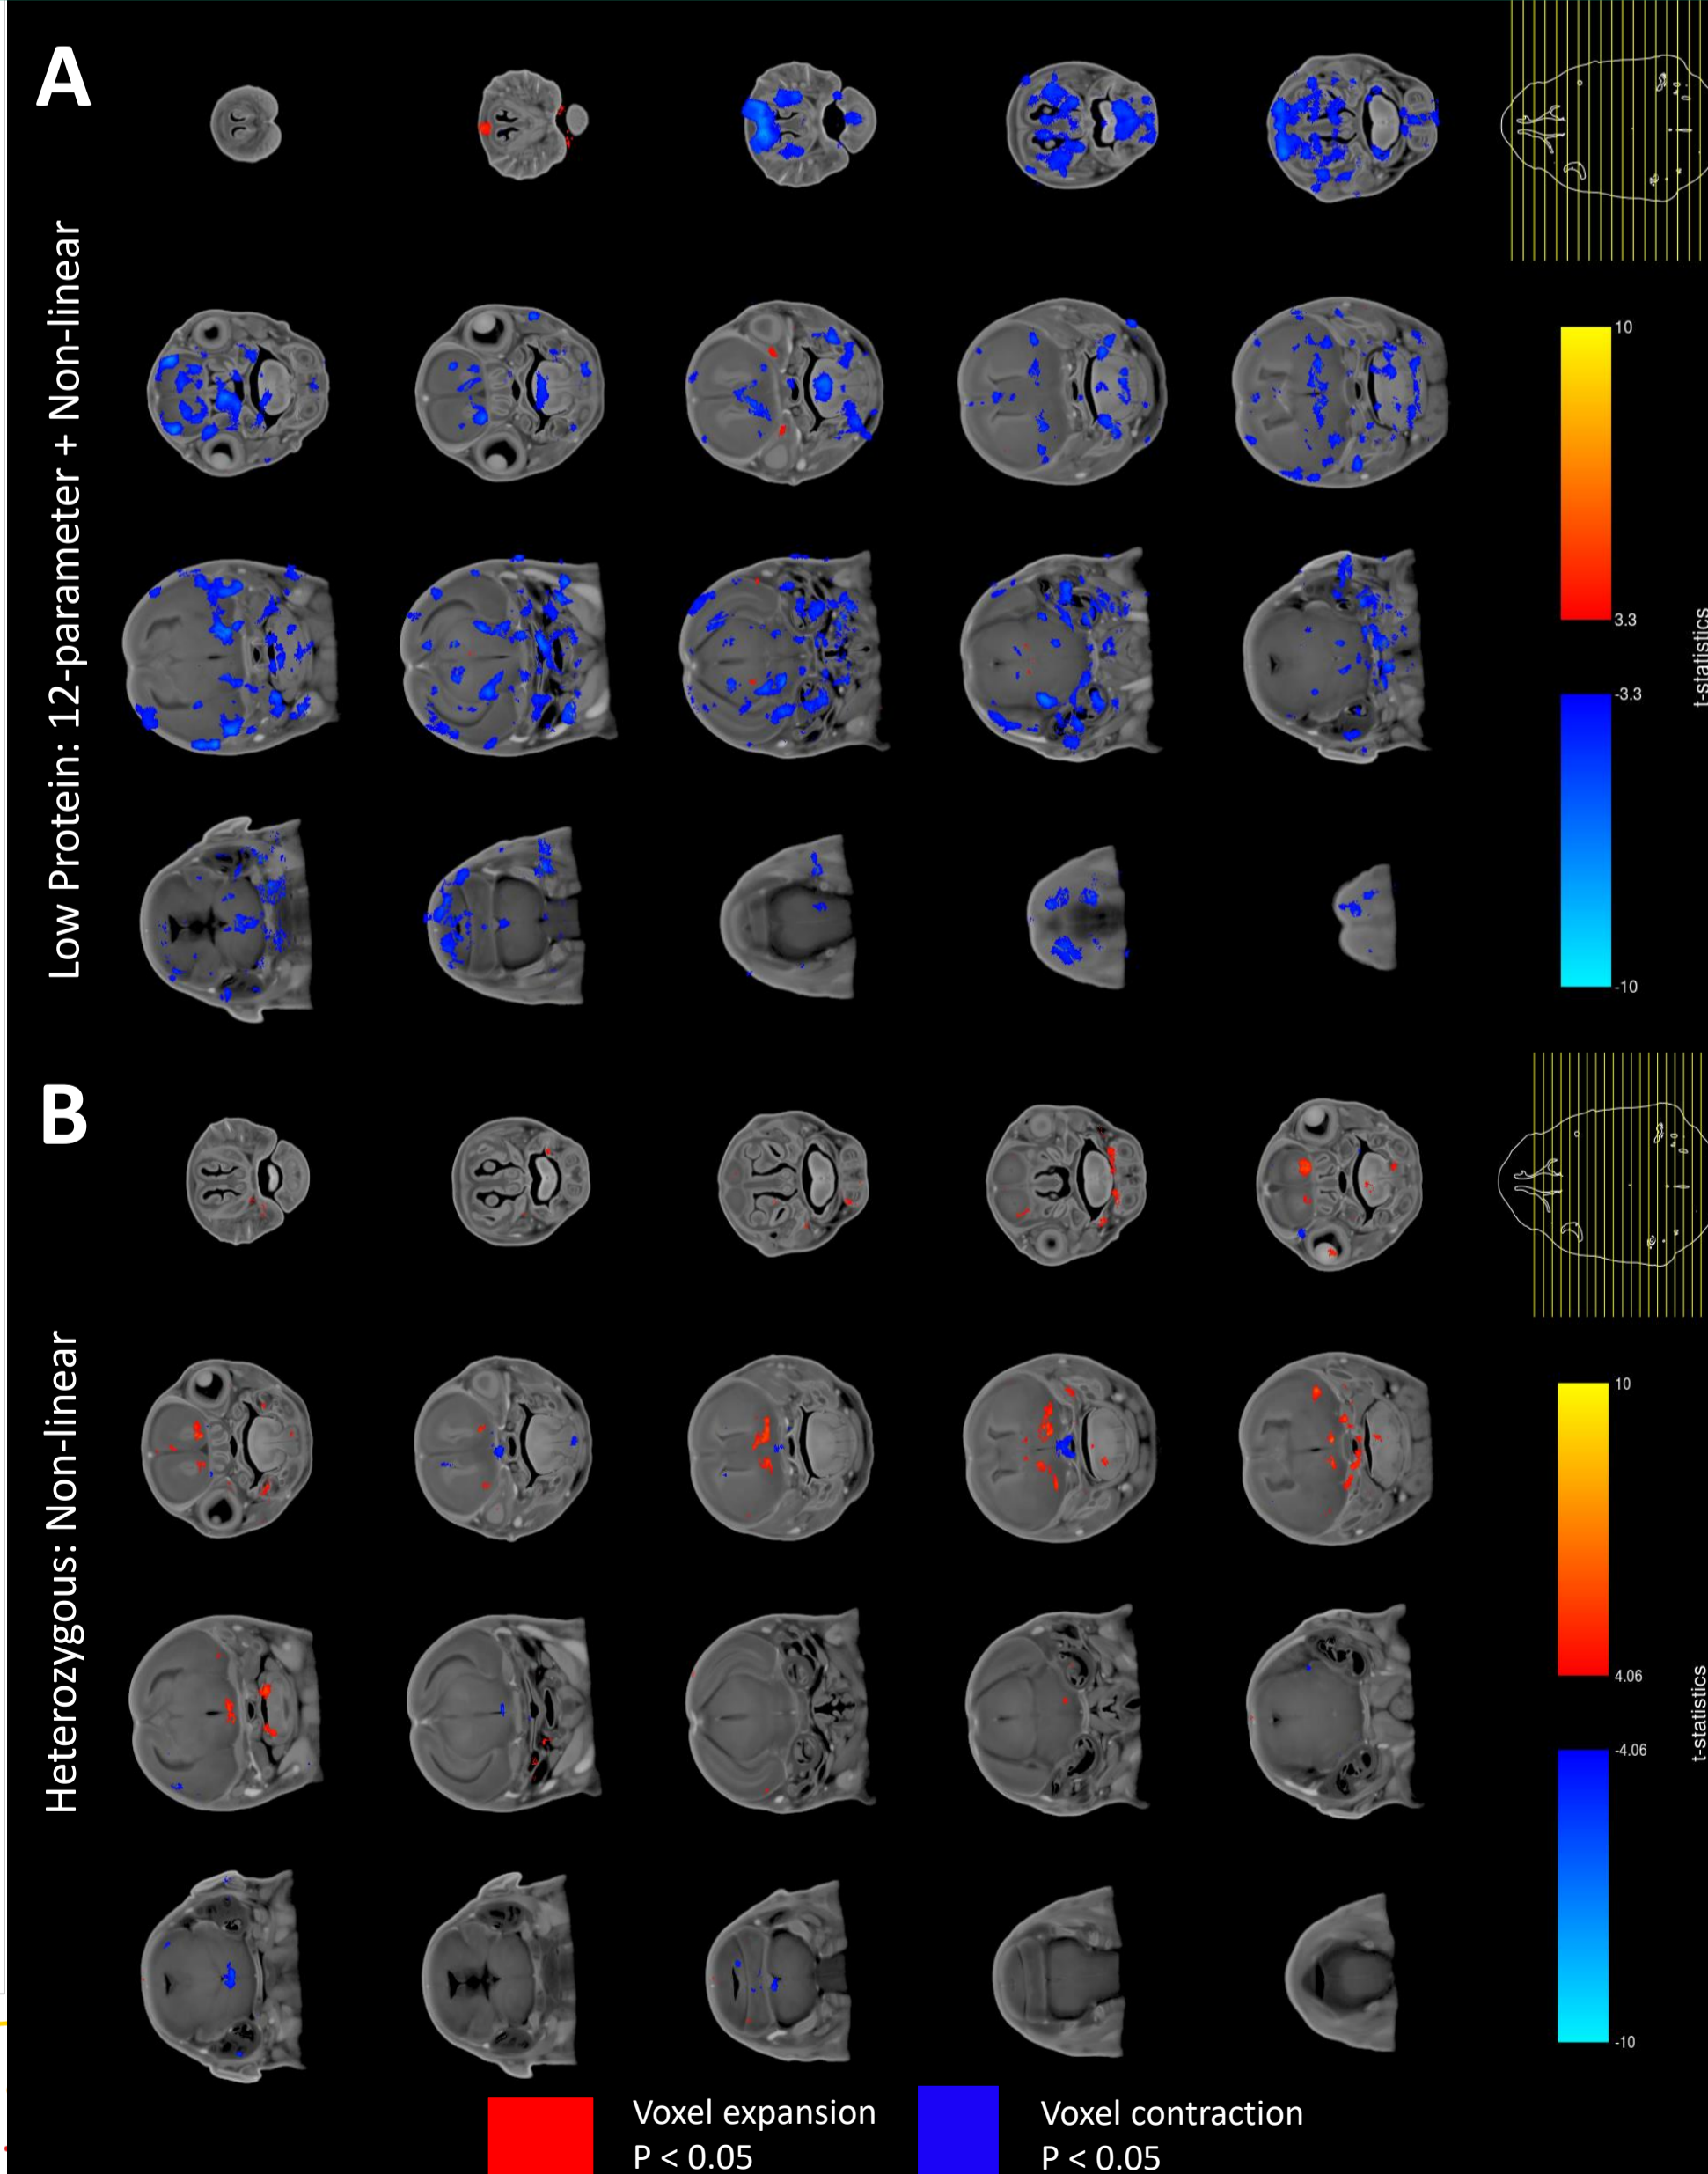 A
Low Protein: 12-parameter + Non-linear
10
3.3
-3.3
-10
t-statistics
B
Heterozygous: Non-linear
10
4.06
-4.06
-10
t-statistics
Voxel expansion
P < 0.05
Voxel contraction
P < 0.05